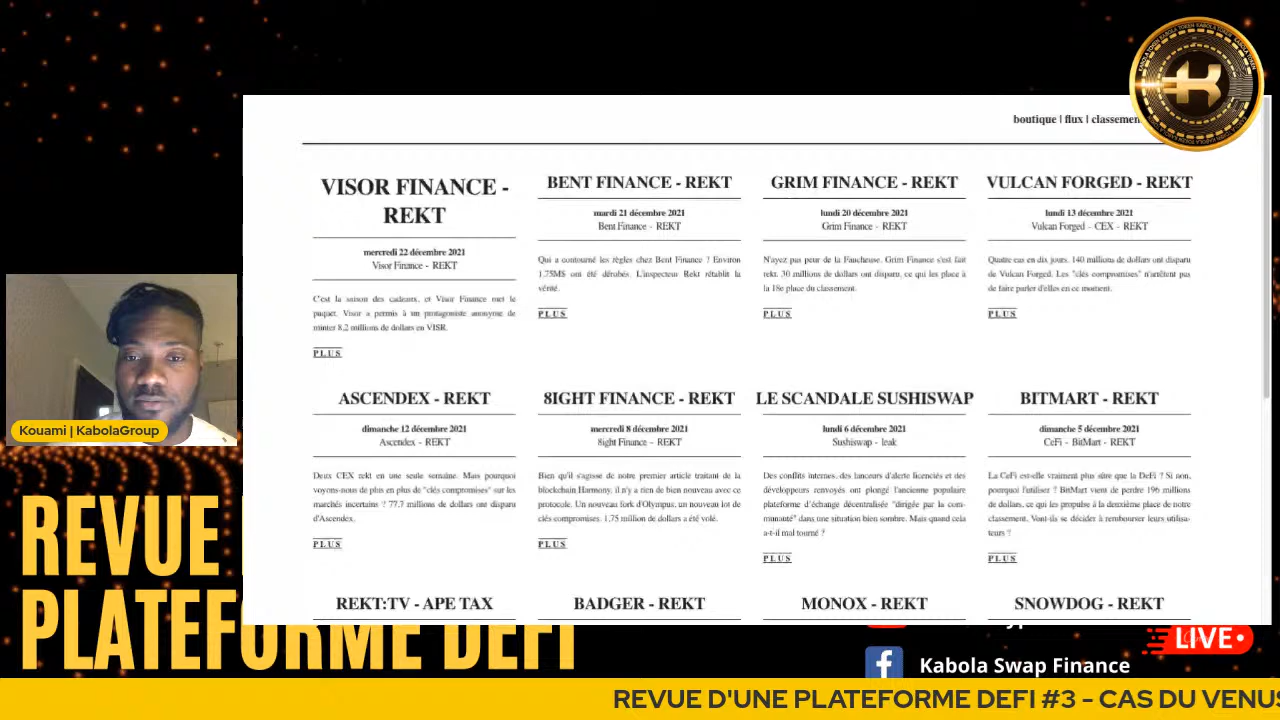 boutique | flux | classemen
VISOR FINANCE -
REKT
mercredi 22 décembre 2021
Visor Finance - REKT
C'est la saison des cadeaux, et Visor Finance met le
paquet. Visor a permis à un protagoniste anonyme de
minter 8,2 millions de dollars en VISR.
PLUS
BENT FINANCE - REKT
mardi 21 décembre 2021
Bent Finance - REKT
Qui a contourné les règles chez Bent Finance ? Environ
1.75M$ ont été dérobés. L'inspecteur Rekt rétablit la
vérité.
PLUS
GRIM FINANCE - REKT
lundi 20 décembre 2021
Grim Finance - REKT
N'ayez pas peur de la Faucheuse. Grim Finance s'est fait
rekt. 30 millions de dollars ont disparu, ce qui les place à
la 18e place du classement.
PLUS
VULCAN FORGED - REKT
lundi 13 décembre 2021
Vulcan Forged - CEX - REKT
Quatre cas en dix jours. 140 millions de dollars ont disparu
de Vulcan Forged. Les "clés compromises" n'arrêtent pas
de faire parler d'elles en ce moment.
PLUS
ASCENDEX - REKT
dimanche 12 décembre 2021
Ascendex - REKT
Deux CEX rekt en une seule semaine. Mais pourquoi
voyons-nous de plus en plus de "clés compromises" sur les
marchés incertains ? 77,7 millions de dollars ont disparu
d'Ascendex.
PLUS
8IGHT FINANCE - REKT
mercredi 8 décembre 2021
8ight Finance - REKT
Bien qu'il s'agisse de notre premier article traitant de la
blockchain Harmony, il n'y a rien de bien nouveau avec ce
protocole. Un nouveau fork d'Olympus, un nouveau lot de
clés compromises. 1,75 million de dollars a été volé.
PLUS
LE SCANDALE SUSHISWAP
lundi 6 décembre 2021
Sushiswap - leak
Des conflits internes, des lanceurs d'alerte licenciés et des
développeurs renvoyés ont plongé l'ancienne populaire
plateforme d'échange décentralisée "dirigée par la com-
munauté" dans une situation bien sombre. Mais quand cela
a-t-il mal tourné ?
PLUS
BITMART - REKT
dimanche 5 décembre 2021
CeFi - BitMart - REKT
La CeFi est-elle vraiment plus sûre que la DeFi ? Si non,
pourquoi l'utiliser ? BitMart vient de perdre 196 millions
de dollars, ce qui les propulse à la deuxième place de notre
classement. Vont-ils se décider à rembourser leurs utilisa-
teurs ?
PLUS
REKT:TV - APE TAX
BADGER - REKT
MONOX - REKT
SNOWDOG - REKT
Kouami | KabolaGroup
REVUE
PLATEFORME DEFI
LIVE
Kabola Swap Finance
REVUE D'UNE PLATEFORME DEFI #3 - CAS DU VENUS